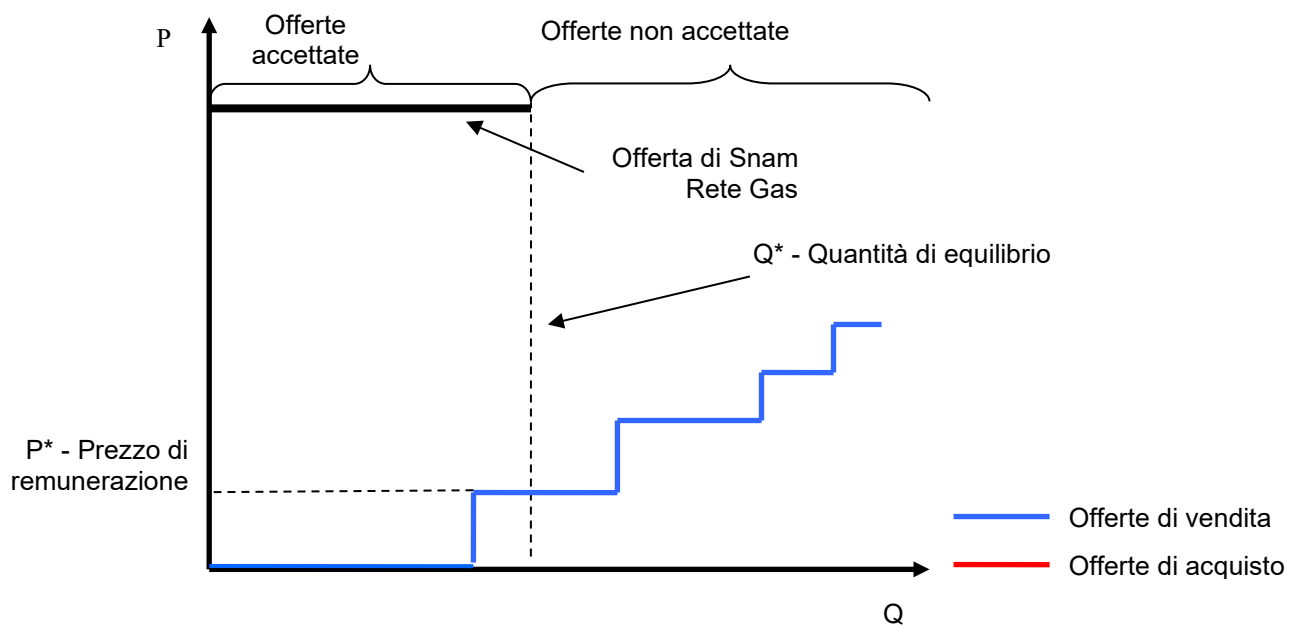 P
Offerte
accettate
Offerte non accettate
Offerta di Snam
Rete Gas
Q* - Quantità di equilibrio
P* - Prezzo di
remunerazione
Offerte di vendita
Offerte di acquisto
Q